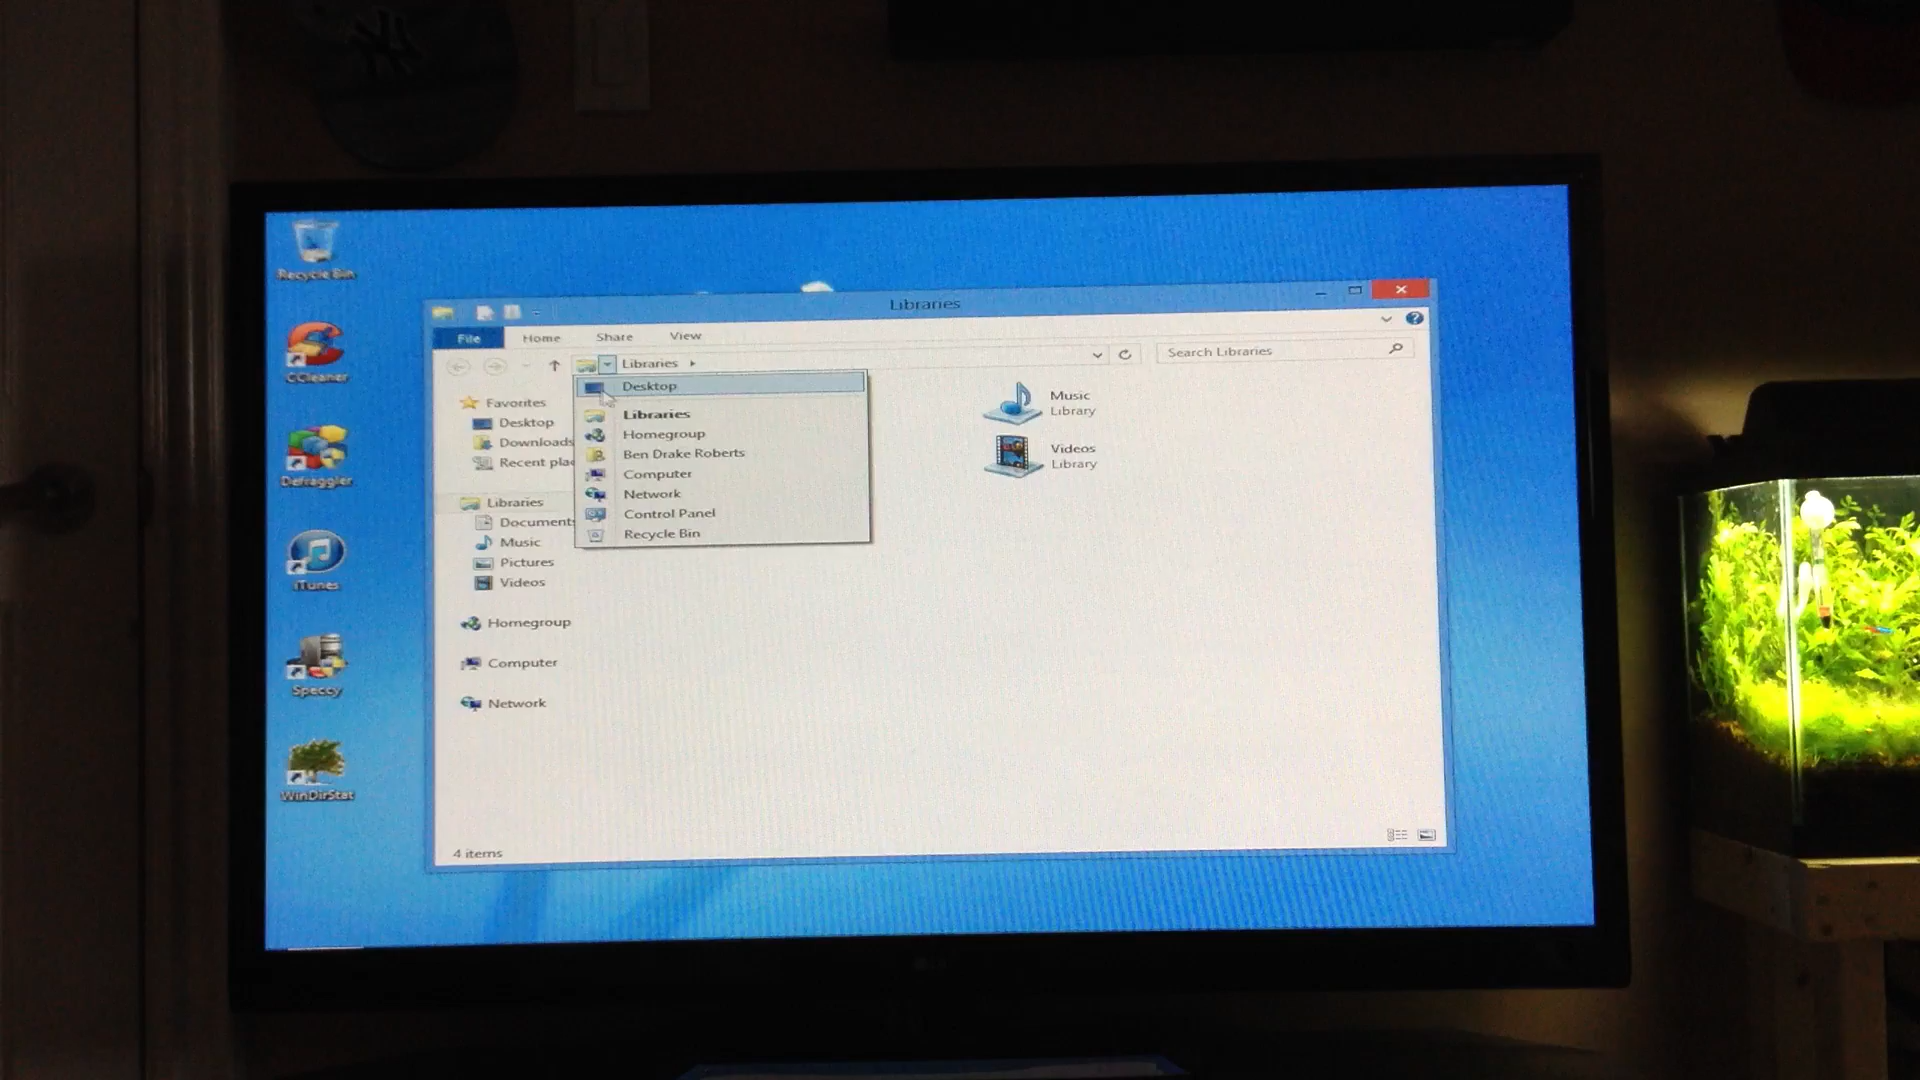 Recycle Bin
CCleaner
Defraggler
iTunes
Speccy
WinDirStat
Libraries
File Home Share View
Libraries
Search Libraries
Favorites
Desktop
Downloads
Recent plac
Libraries
Documents
Music
Pictures
Videos
Homegroup
Computer
Network
Desktop
Libraries
Homegroup
Ben Drake Roberts
Computer
Network
Control Panel
Recycle Bin
Music
Library
Videos
Library
4 items